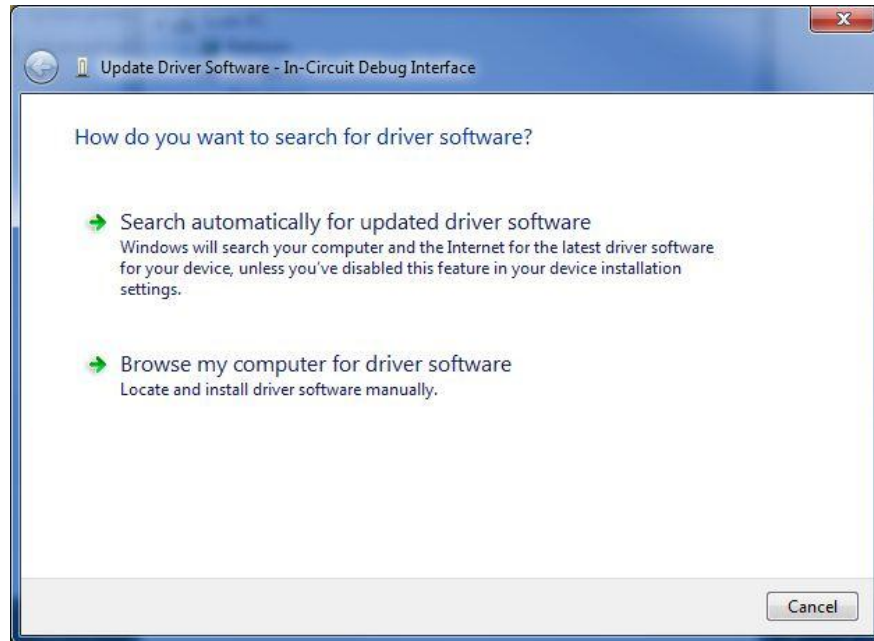 Update Driver Software - In-Circuit Debug Interface
How do you want to search for driver software?
Search automatically for updated driver software
Windows will search your computer and the Internet for the latest driver software
for your device, unless you've disabled this feature in your device installation
settings.
Browse my computer for driver software
Locate and install driver software manually.
Cancel